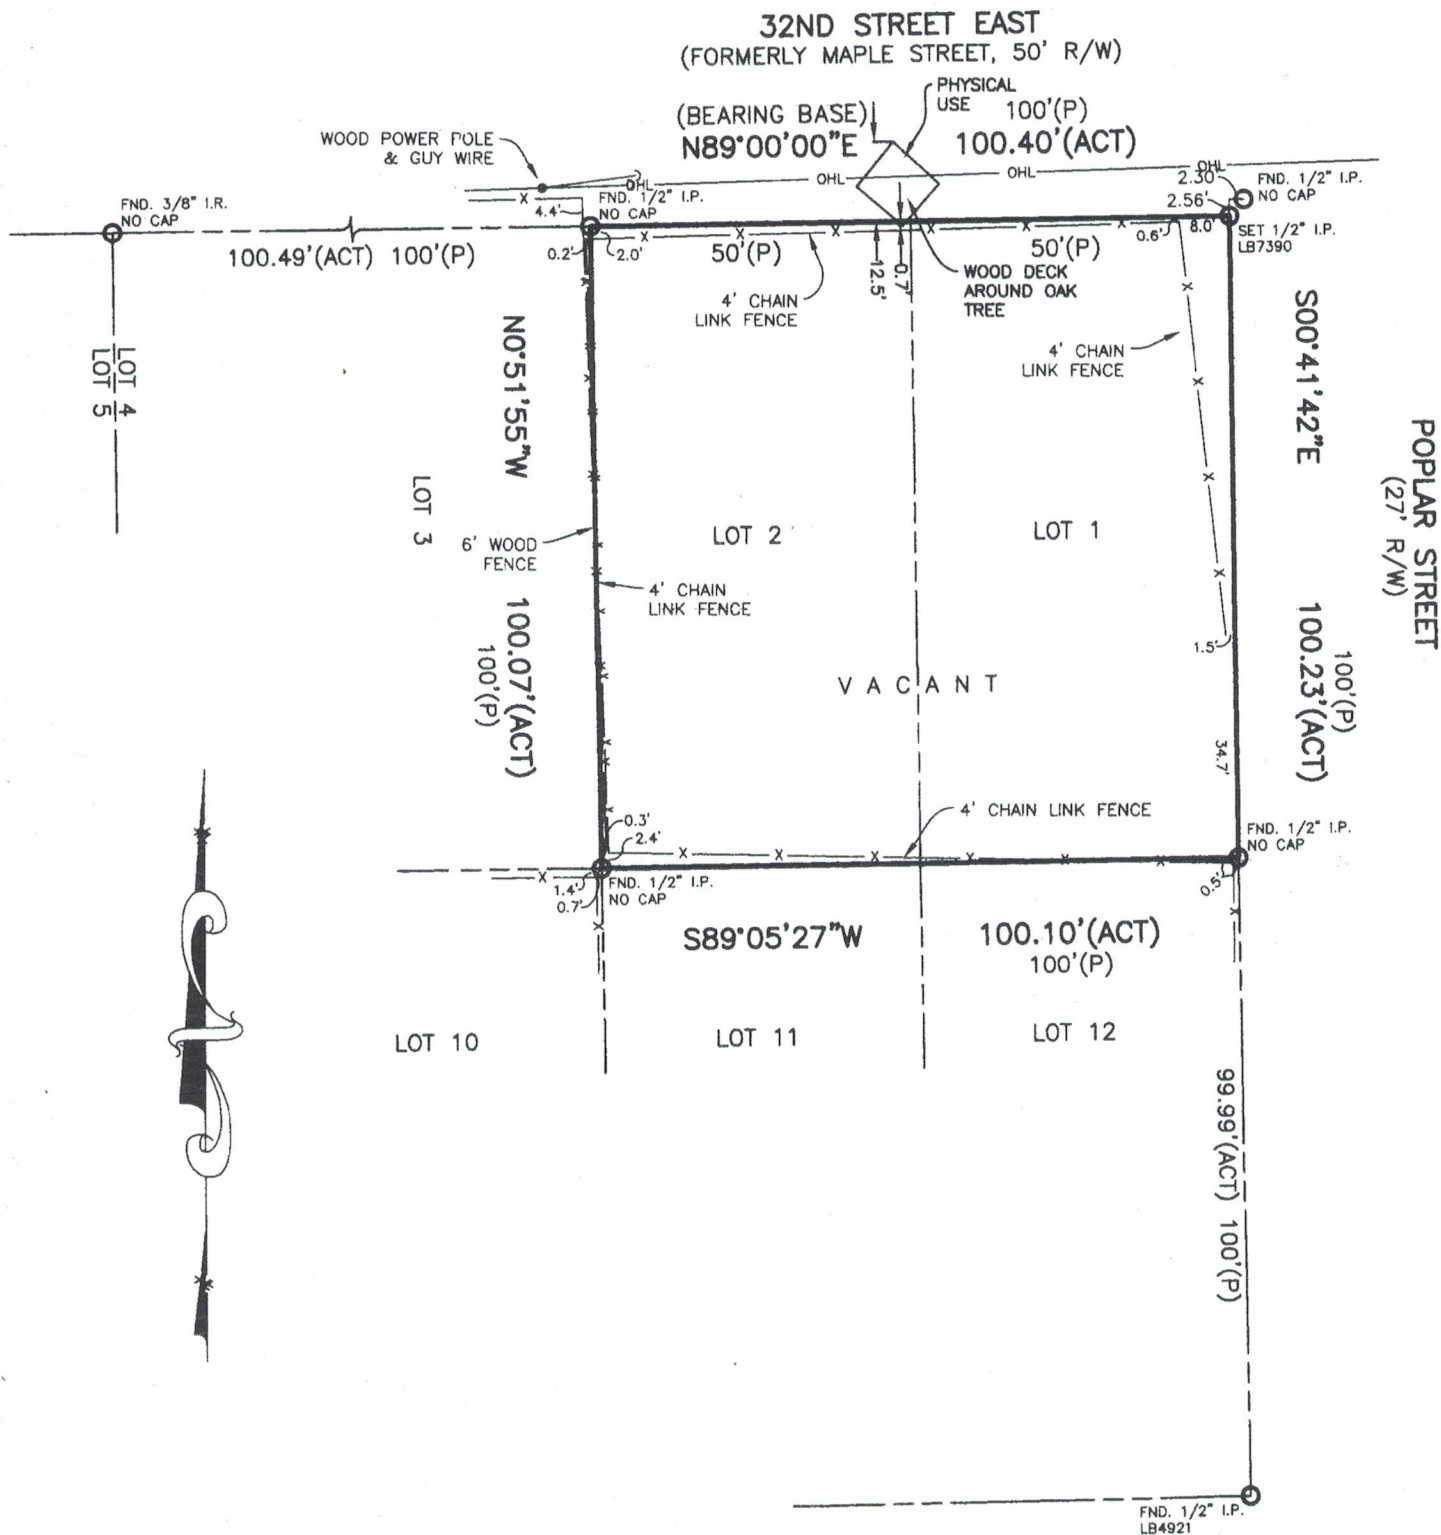 32ND STREET EAST
(FORMERLY MAPLE STREET, 50' R/W)
PHYSICAL
USE
(BEARING BASE)
100'(P)
N89°00'00"E
100.40'(ACT)
WOOD POWER POLE
& GUY WIRE
OHL
OHL
OHL
OHL
2.30'
FND. 1/2" I.P.
NO CAP
FND. 3/8" I.R.
NO CAP
X
4.4'
FND. 1/2" I.P.
NO CAP
2.56'
8.0'
0.6'
SET 1/2" I.P.
LB7390
100.49'(ACT) 100'(P)
0.2'
2.0'
50'(P)
50'(P)
12.5'
0.7'
WOOD DECK
AROUND OAK
TREE
4' CHAIN
LINK FENCE
4' CHAIN
LINK FENCE
LOT 4
LOT 5
N0°51'55"W
S00°41'42"E
POPLAR STREET
(27' R/W)
LOT 3
LOT 2
LOT 1
6' WOOD
FENCE
4' CHAIN
LINK FENCE
100.07'(ACT)
100'(P)
1.5'
100'(P)
100.23'(ACT)
VACANT
34.7'
4' CHAIN LINK FENCE
0.3'
2.4'
FND. 1/2" I.P.
NO CAP
1.4'
0.7'
FND. 1/2" I.P.
NO CAP
0.5'
S89°05'27"W
100.10'(ACT)
100'(P)
LOT 10
LOT 11
LOT 12
99.99'(ACT) 100'(P)
FND. 1/2" I.P.
LB4921